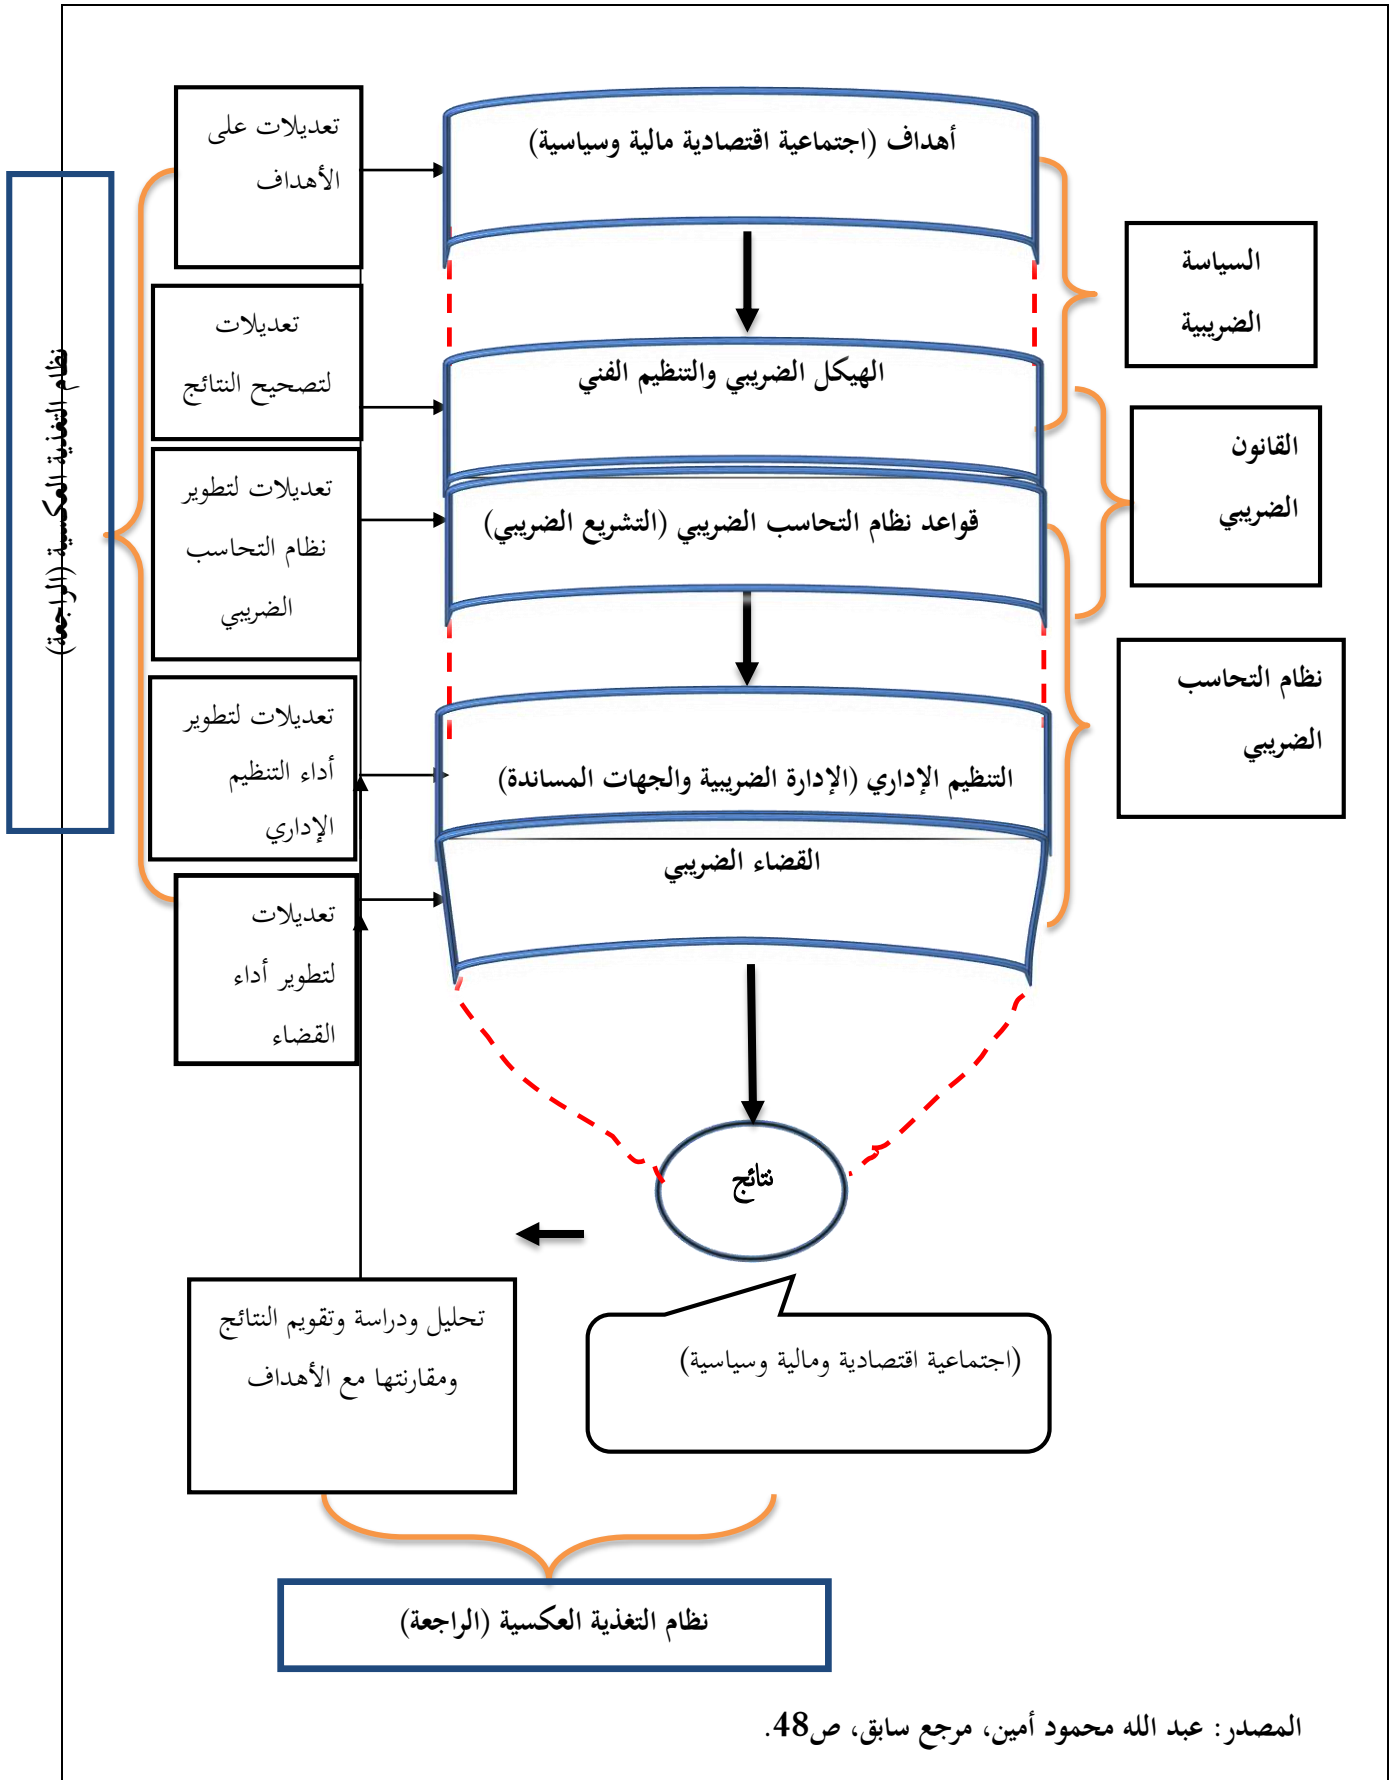 أهداف (اجتماعية اقتصادية مالية وسياسية)
تعديلات على
الأهداف
السياسة
الضريبية
تعديلات
لتصحيح النتائج
الهيكل الضريبي والتنظيم الفني
القانون
الضريبي
قواعد نظام التحاسب الضريبي (التشريع الضريبي)
تعديلات لتطوير
نظام التحاسب
الضريبي
نظام التغذية العكسية (الراجعة)
نظام التحاسب
الضريبي
التنظيم الإداري (الإدارة الضريبية والجهات المساندة)
تعديلات لتطوير
أداء التنظيم
الإداري
القضاء الضريبي
تعديلات
لتطوير أداء
القضاء
نتائج
(اجتماعية اقتصادية ومالية وسياسية)
تحليل ودراسة وتقويم النتائج
ومقارنتها مع الأهداف
نظام التغذية العكسية (الراجعة)
المصدر: عبد الله محمود أمين، مرجع سابق، ص48.